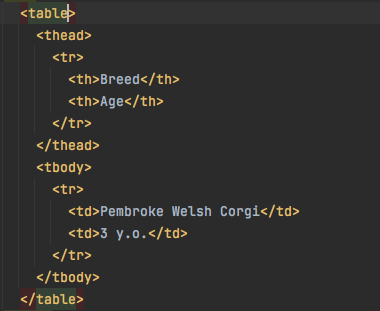 <table>
<thead>
<tr>
<th>Breed</th>
<th>Age</th>
</tr>
</thead>
<tbody>
<tr>
<td>Pembroke Welsh Corgi</td>
<td>3 y.o.</td>
</tr>
</tbody>
</table>